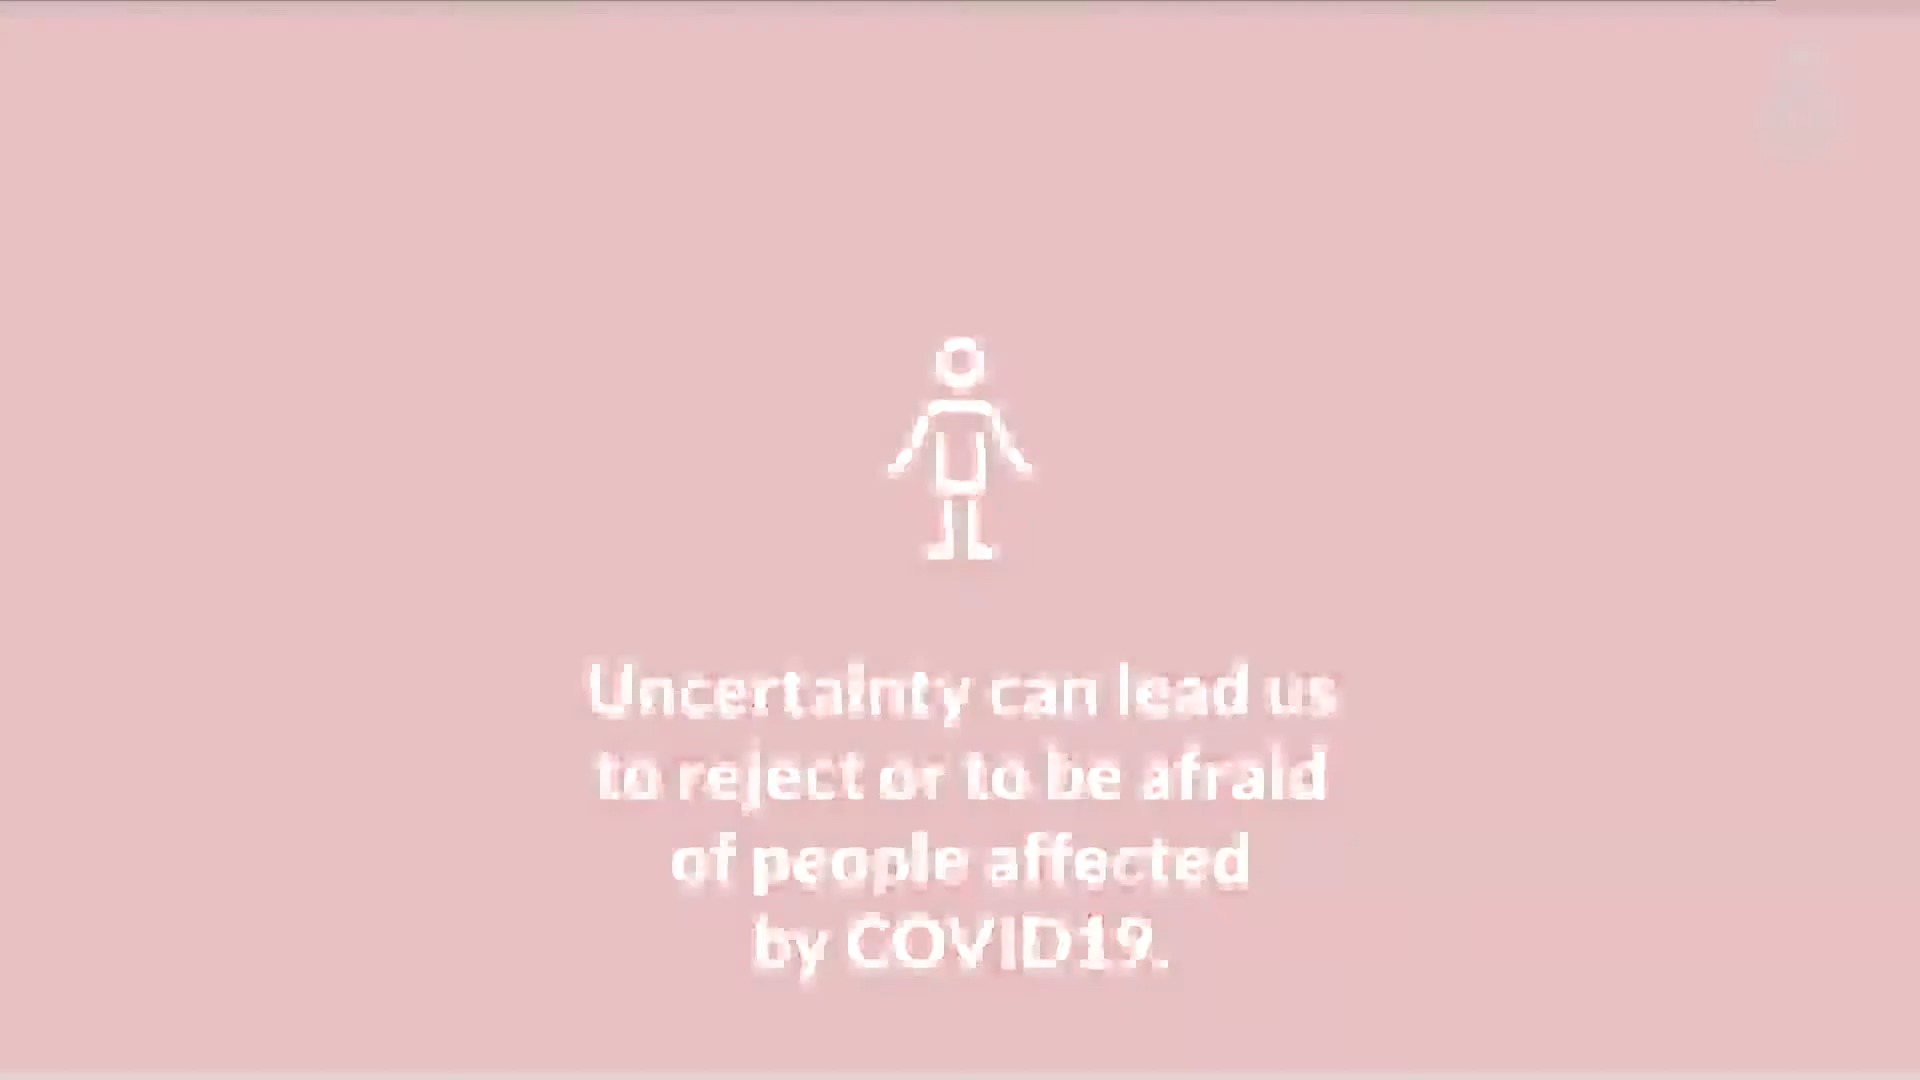 Uncertainty can lead us
to reject or to be afraid
of people affected
by COVID19.